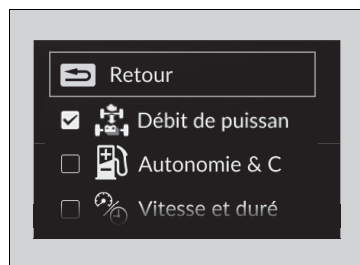 Retour
Débit de puissan
Autonomie & C
Vitesse et duré